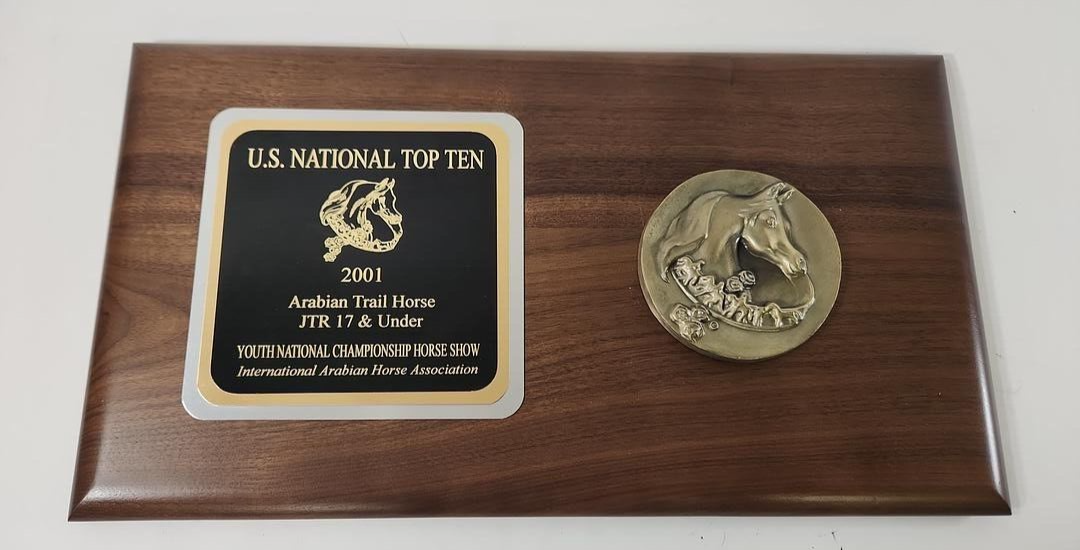 U.S. NATIONAL TOP TEN
2001
Arabian Trail Horse
JTR 17 & Under
YOUTH NATIONAL CHAMPIONSHIP HORSE SHOW
International Arabian Horse Association